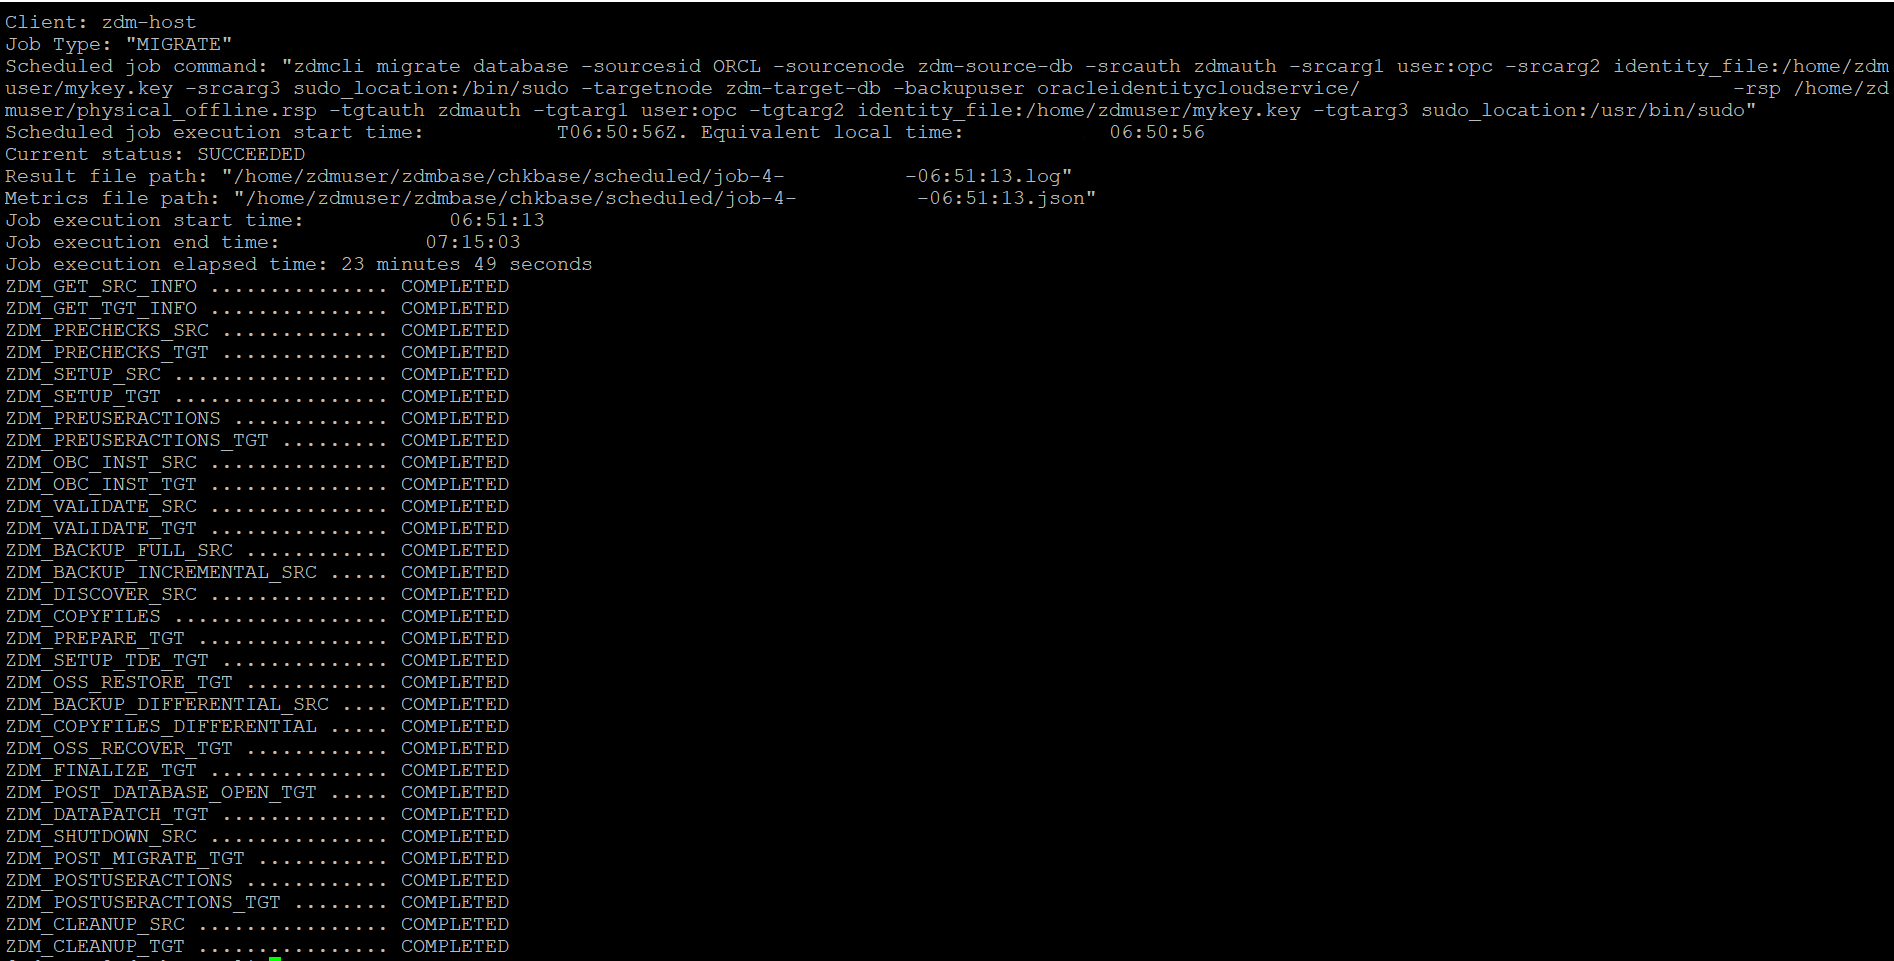 Client: zdm-host
Job Type: "MIGRATE"
Scheduled job command: "zdmcli migrate database -sourcesid ORCL -sourcenode zdm-source-db -srcauth zdmauth -srcarg1 user:opc -srcarg2 identity_file:/home/zdm
user/mykey.key -srcarg3 sudo_location:/bin/sudo -targetnode zdm-target-db -backupuser oracleidentitycloudservice/ -rsp /home/zd
muser/physical_offline.rsp -tgtauth zdmauth -tgtarg1 user:opc -tgtarg2 identity_file:/home/zdmuser/mykey.key -tgtarg3 sudo_location:/usr/bin/sudo"
Scheduled job execution start time: T06:50:56Z. Equivalent local time: 06:50:56
Current status: SUCCEEDED
Result file path: "/home/zdmuser/zdmbase/chkbase/scheduled/job-4- -06:51:13.log"
Metrics file path: "/home/zdmuser/zdmbase/chkbase/scheduled/job-4- -06:51:13.json"
Job execution start time: 06:51:13
Job execution end time: 07:15:03
Job execution elapsed time: 23 minutes 49 seconds
ZDM_GET_SRC_INFO ............... COMPLETED
ZDM_GET_TGT_INFO ............... COMPLETED
ZDM_PRECHECKS_SRC .............. COMPLETED
ZDM_PRECHECKS_TGT .............. COMPLETED
ZDM_SETUP_SRC .................. COMPLETED
ZDM_SETUP_TGT .................. COMPLETED
ZDM_PREUSERACTIONS ............. COMPLETED
ZDM_PREUSERACTIONS_TGT ......... COMPLETED
ZDM_OBC_INST_SRC ............... COMPLETED
ZDM_OBC_INST_TGT ............... COMPLETED
ZDM_VALIDATE_SRC ............... COMPLETED
ZDM_VALIDATE_TGT ............... COMPLETED
ZDM_BACKUP_FULL_SRC ............ COMPLETED
ZDM_BACKUP_INCREMENTAL_SRC ..... COMPLETED
ZDM_DISCOVER_SRC ............... COMPLETED
ZDM_COPYFILES .................. COMPLETED
ZDM_PREPARE_TGT ................ COMPLETED
ZDM_SETUP_TDE_TGT .............. COMPLETED
ZDM_OSS_RESTORE_TGT ............ COMPLETED
ZDM_BACKUP_DIFFERENTIAL_SRC .... COMPLETED
ZDM_COPYFILES_DIFFERENTIAL ..... COMPLETED
ZDM_OSS_RECOVER_TGT ............ COMPLETED
ZDM_FINALIZE_TGT ............... COMPLETED
ZDM_POST_DATABASE_OPEN_TGT ..... COMPLETED
ZDM_DATAPATCH_TGT .............. COMPLETED
ZDM_SHUTDOWN_SRC ............... COMPLETED
ZDM_POST_MIGRATE_TGT ........... COMPLETED
ZDM_POSTUSERACTIONS ............ COMPLETED
ZDM_POSTUSERACTIONS_TGT ........ COMPLETED
ZDM_CLEANUP_SRC ................ COMPLETED
ZDM_CLEANUP_TGT ................ COMPLETED